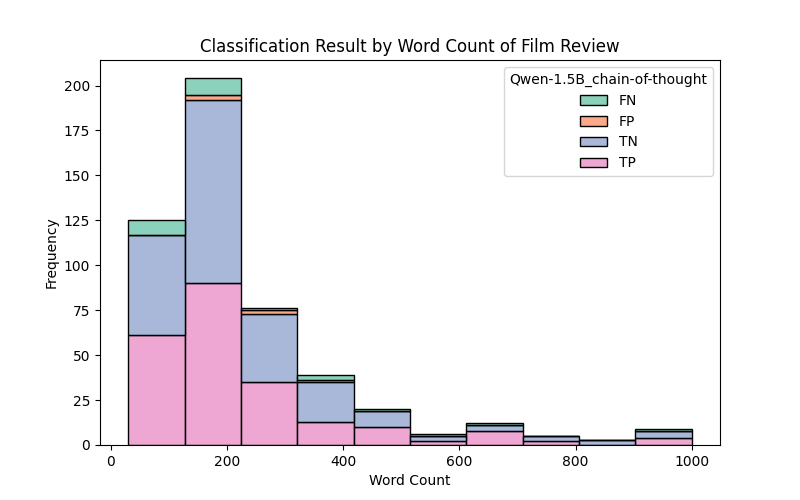 Classification Result by Word Count of Film Review
Qwen-1.5B_chain-of-thought
FN
FP
TN
TP
Frequency
200
175
150
125
100
75
50
25
0
0 200 400 600 800 1000
Word Count